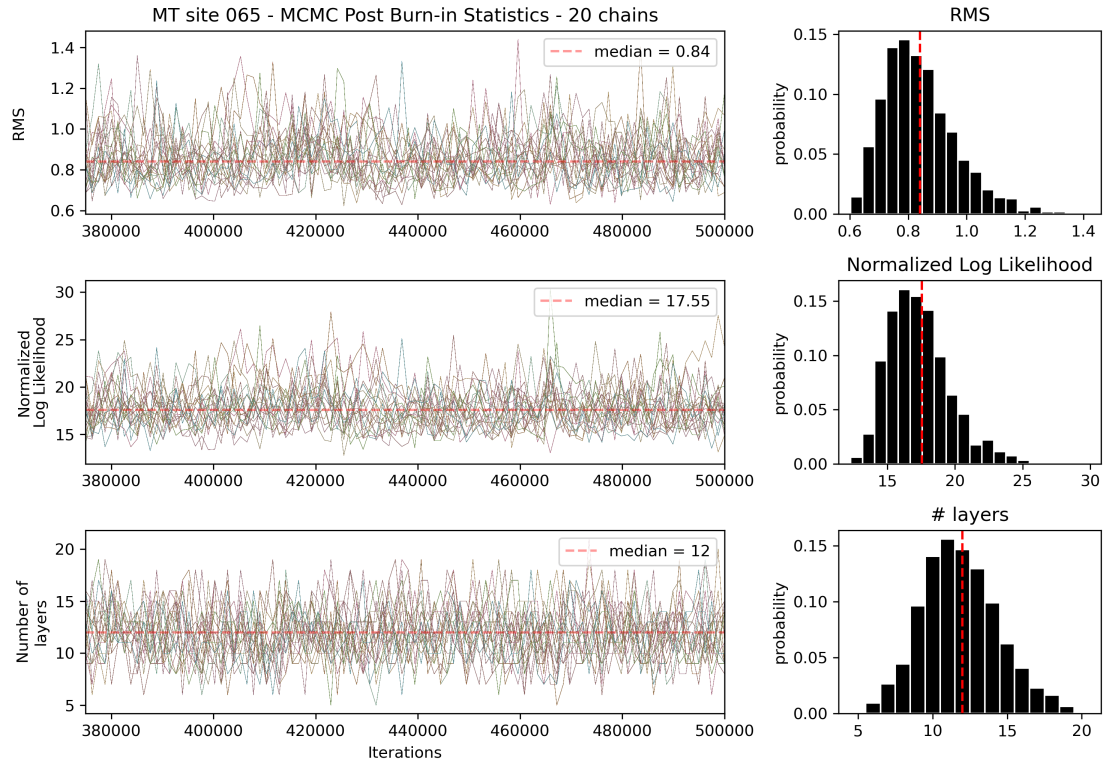 MT site 065 - MCMC Post Burn-in Statistics - 20 chains
RMS
1.4
1.2
1.0
0.8
0.6
median = 0.84
380000 400000 420000 440000 460000 480000 500000
RMS
probability
0.15
0.10
0.05
0.00
0.6 0.8 1.0 1.2 1.4
Normalized
Log Likelihood
30
25
20
15
median = 17.55
380000 400000 420000 440000 460000 480000 500000
Normalized Log Likelihood
probability
0.15
0.10
0.05
0.00
15 20 25 30
Number of
layers
20
15
10
5
median = 12
380000 400000 420000 440000 460000 480000 500000
Iterations
# layers
probability
0.15
0.10
0.05
0.00
5 10 15 20